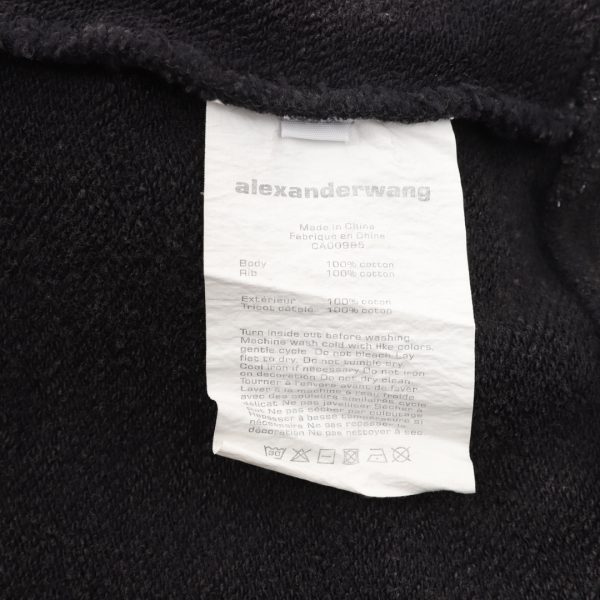 alexanderwang
Made in China
Fabrique en Chine
CA00985
Body 100% cotton
Rib 100% cotton
Extérieur 100% coton
Tricot côtelé 100% coton
Turn inside out before washing
Machine wash cold with like colors,
gentle cycle Do not bleach Lay
flat to dry. Do not tumble dry
Cool iron if necessary Do not iron
on decoration Do not dry clean
Tourner à l'envers avant de laver
Laver à la machine à eau froide
avec des couleurs similaires cycle
délicat Ne pas javelliser Sécher à
plat Ne pas sécher par culbutage
Repasser à basse température si
nécessaire Ne pas repasser la
décoration Ne pas nettoyer à sec
30